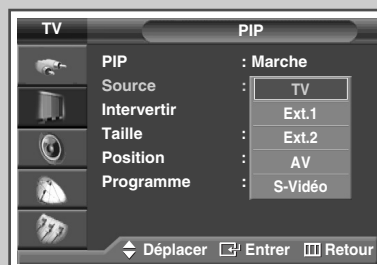 TV PIP
PIP : Marche
Source : TV
Intervertir Ext.1
Taille : Ext.2
Position : AV
Programme : S-Vidéo
Déplacer Entrer Retour